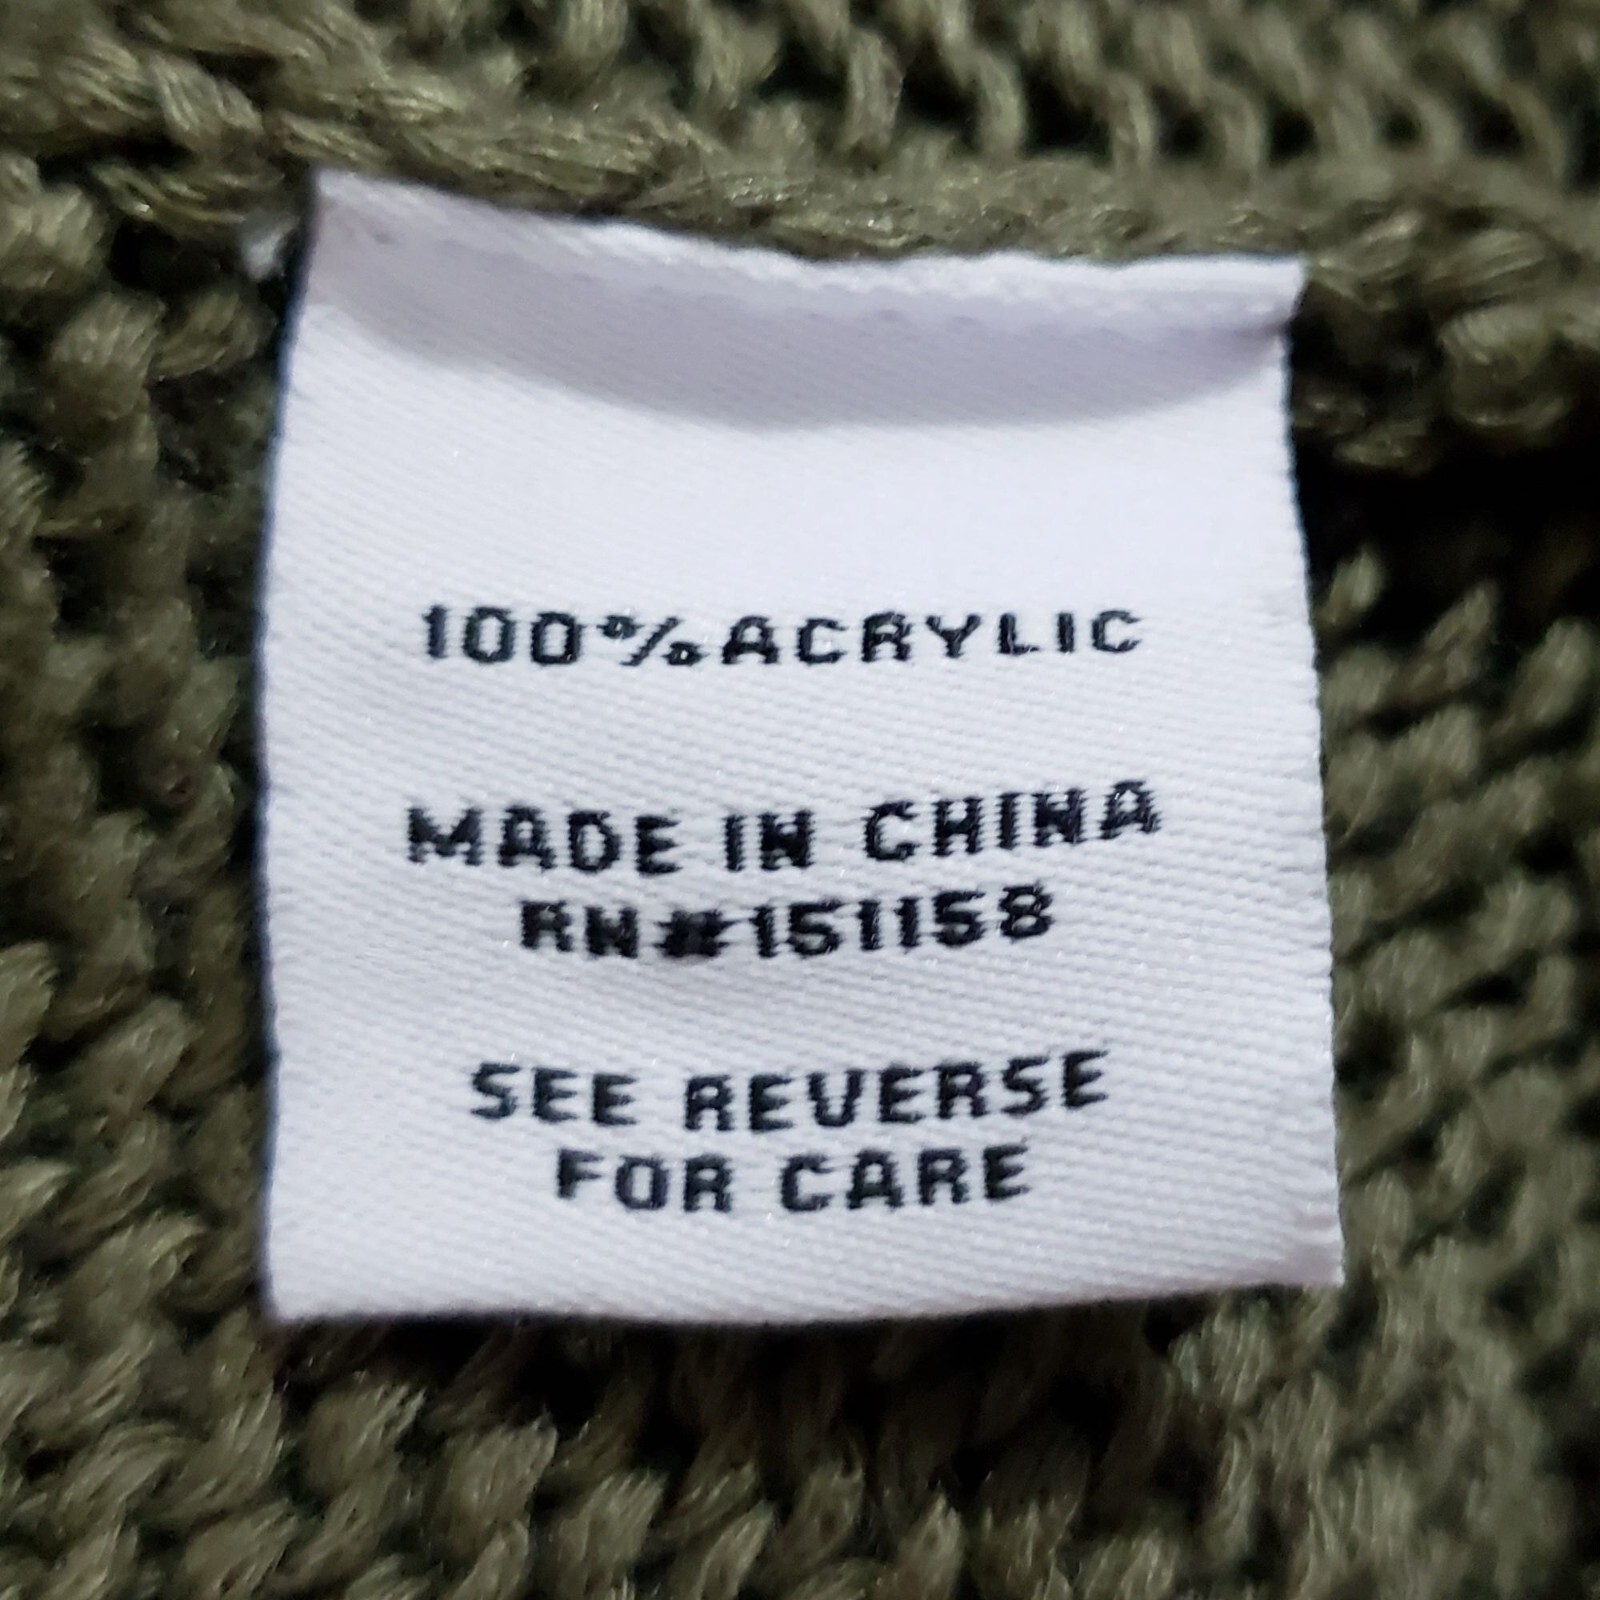 100% ACRYLIC
MADE IN CHINA
RN#151158
SEE REVERSE
FOR CARE